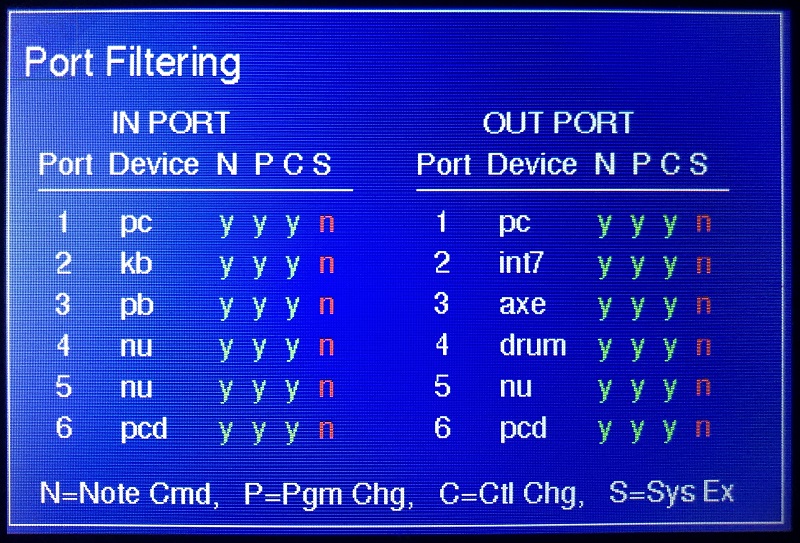 Port Filtering
IN PORT OUT PORT
Port Device N P C S Port Device N P C S
1 pc y y y n 1 pc y y y n
2 kb y y y n 2 int7 y y y n
3 pb y y y n 3 axe y y y n
4 nu y y y n 4 drum y y y n
5 nu y y y n 5 nu y y y n
6 pcd y y y n 6 pcd y y y n
N=Note Cmd, P=Pgm Chg, C=Ctl Chg, S=Sys Ex